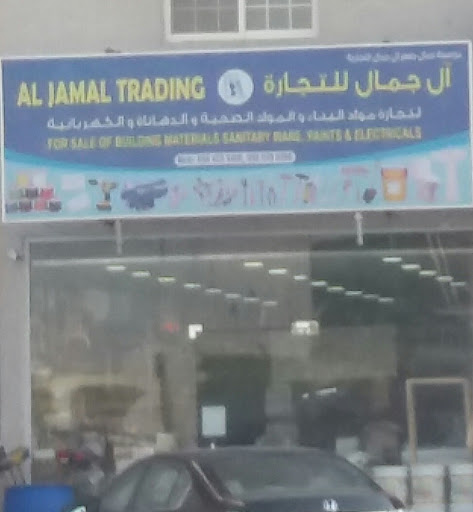 AL JAMAL TRADING
آل جمال للتجارة
لتجارة مواد البناء و المواد الصحية و الدهانات و الكهربائية
FOR SALE OF BUILDING MATERIALS SANITARY WARE, PAINTS & ELECTRICALS